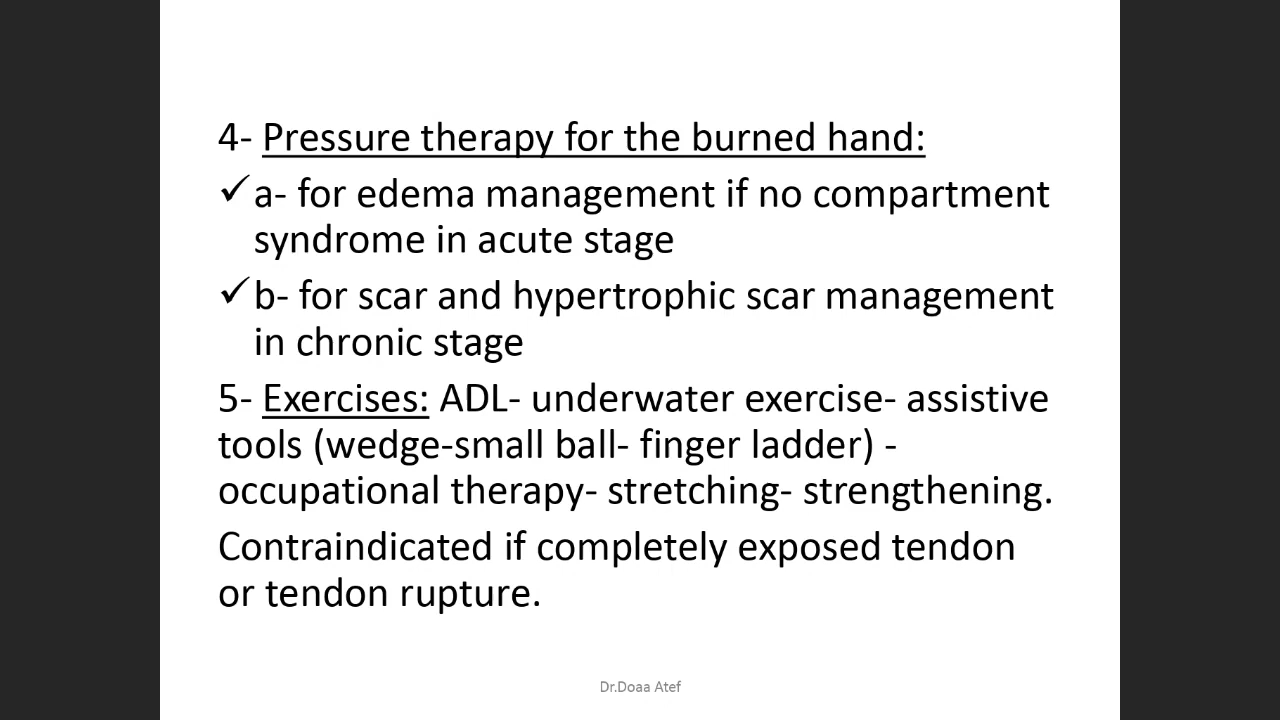 4- Pressure therapy for the burned hand:
✓ a- for edema management if no compartment
syndrome in acute stage
✓ b- for scar and hypertrophic scar management
in chronic stage
5- Exercises: ADL- underwater exercise- assistive
tools (wedge-small ball- finger ladder) -
occupational therapy- stretching- strengthening.
Contraindicated if completely exposed tendon
or tendon rupture.
Dr.Doaa Atef